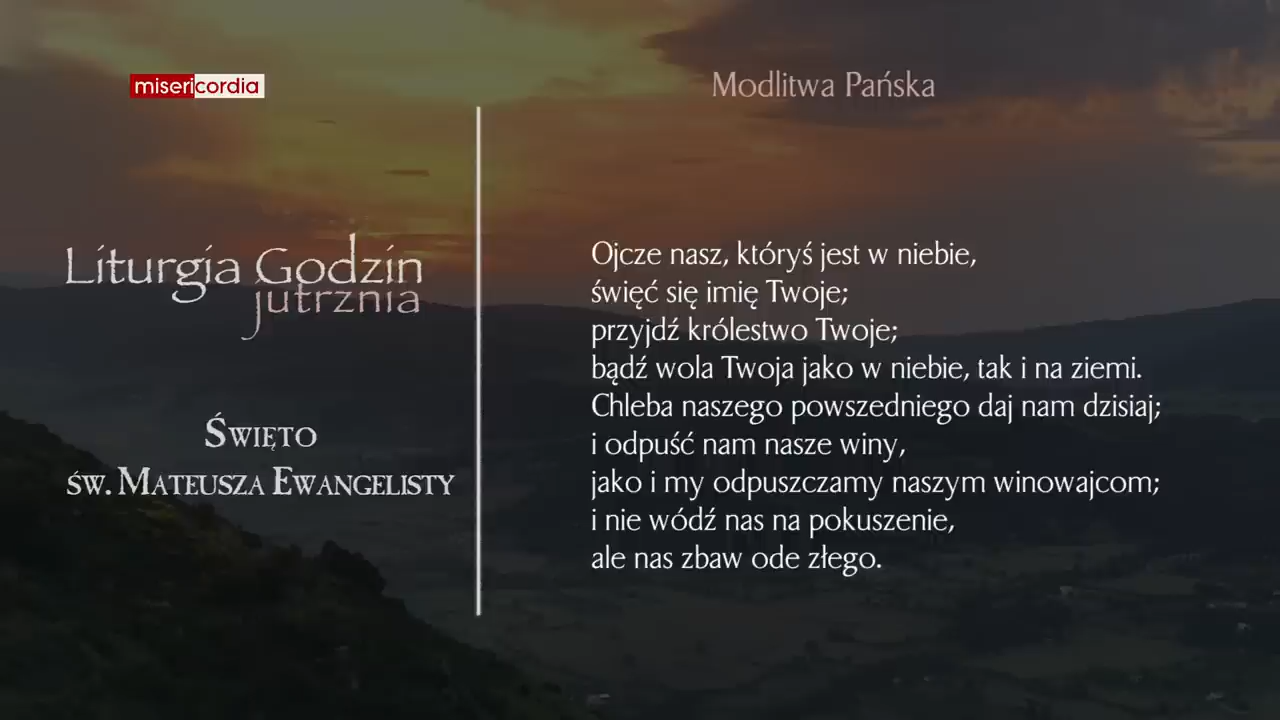 misericordia
Liturgia Godzin
jutrznia
Święto
św. Mateusza Ewangelisty
Modlitwa Pańska
Ojcze nasz, któryś jest w niebie,
święć się imię Twoje;
przyjdź królestwo Twoje;
bądź wola Twoja jako w niebie, tak i na ziemi.
Chleba naszego powszedniego daj nam dzisiaj;
i odpuść nam nasze winy,
jako i my odpuszczamy naszym winowajcom;
i nie wódź nas na pokuszenie,
ale nas zbaw ode złego.